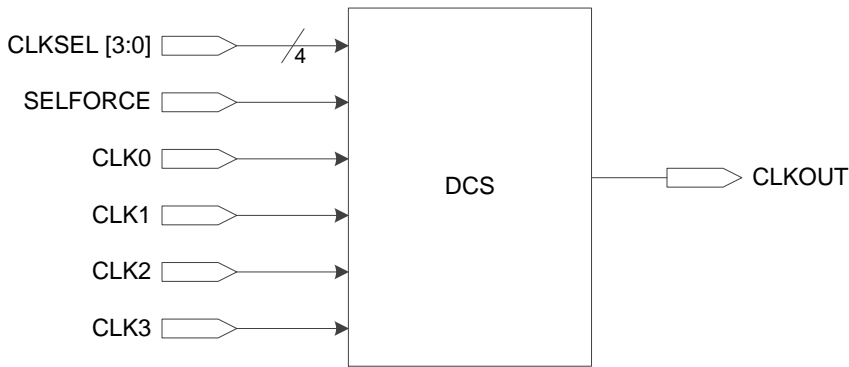 CLKSEL [3:0]
4
SELFORCE
CLK0
CLK1
CLK2
CLK3
DCS
CLKOUT